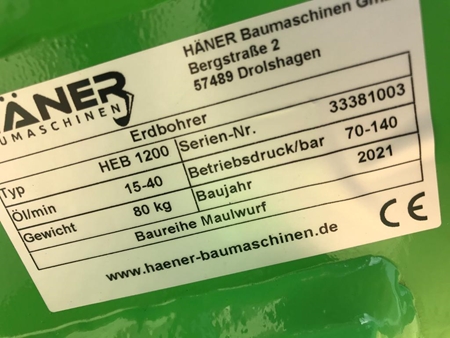 HÄNER Baumaschinen
Bergstraße 2
57489 Drolshagen
ÄNER
UMASCHINEN
Erdbohrer
Typ HEB 1200 Serien-Nr. 33381003
Öl/min 15-40 Betriebsdruck/bar 70-140
Gewicht 80 kg Baujahr 2021
Baureihe Maulwurf
www.haener-baumaschinen.de CE